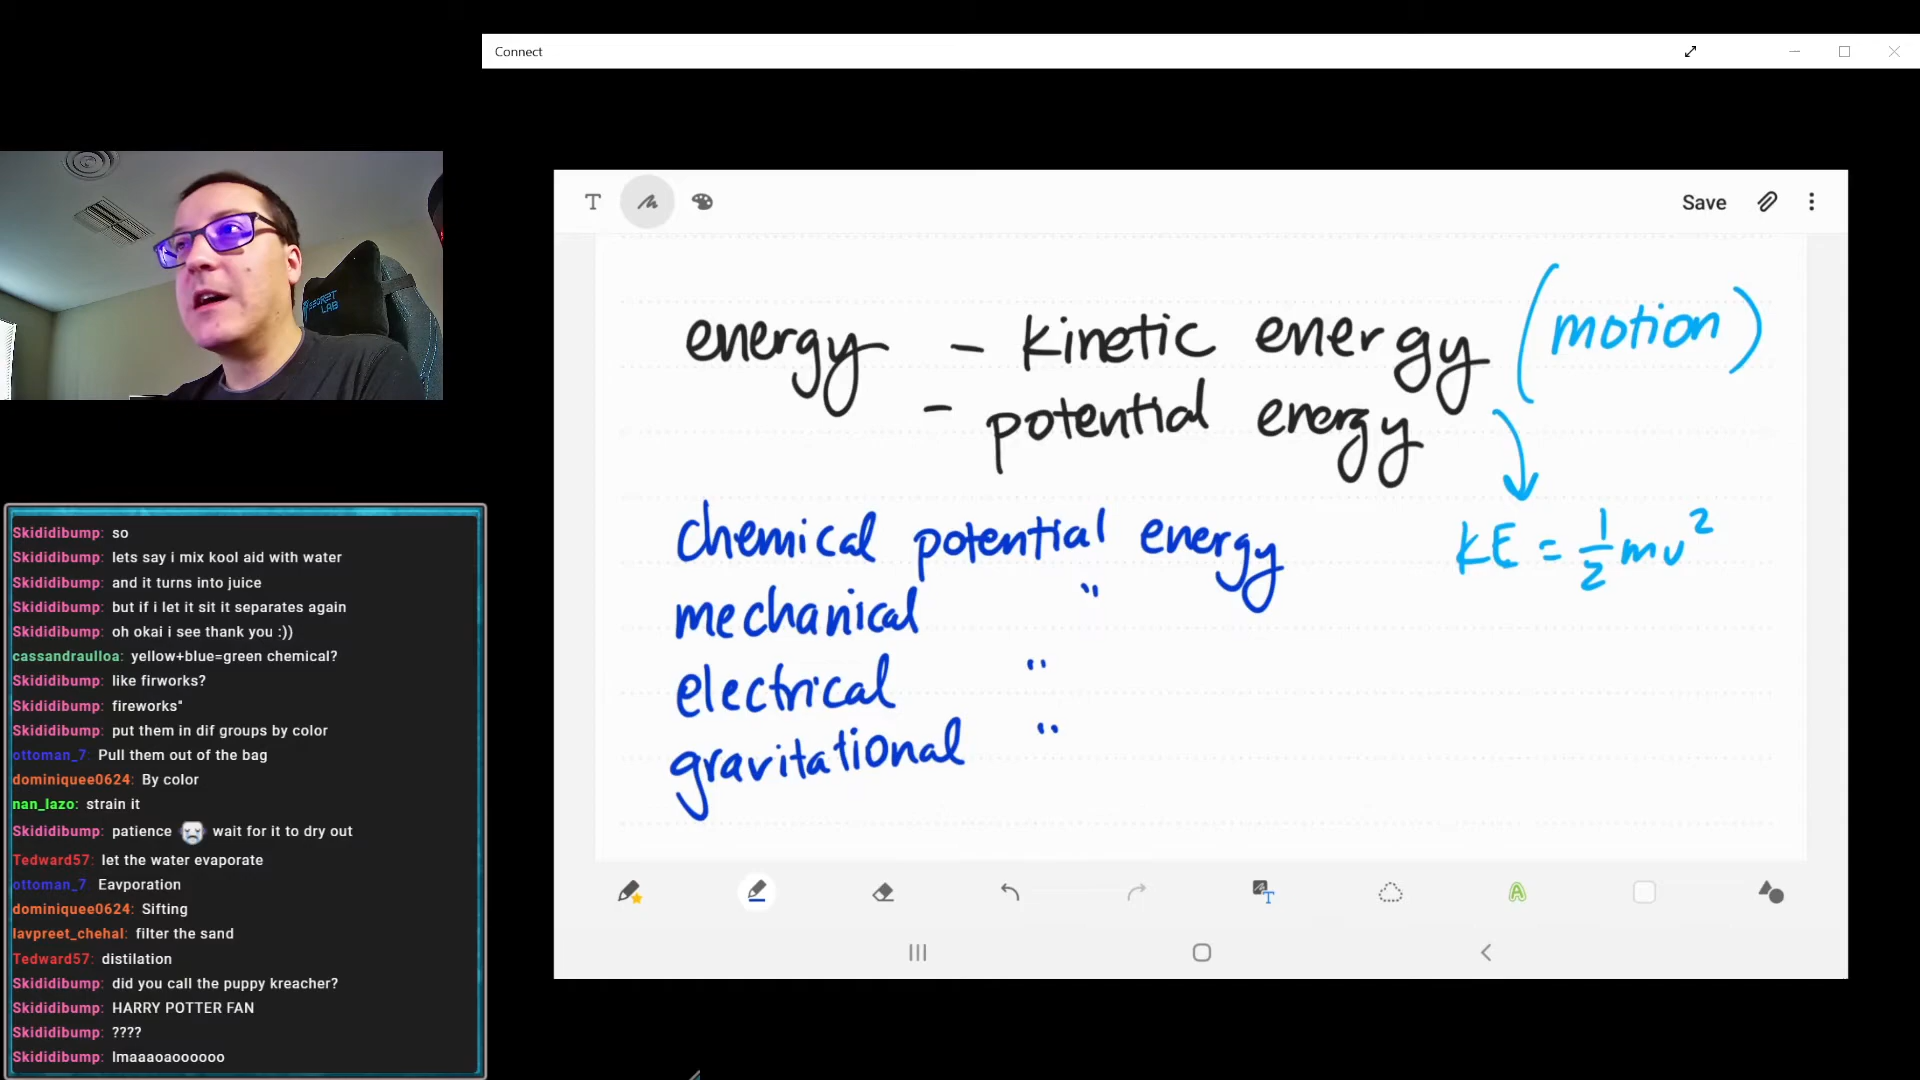 Connect
SECRET LAB
T
Save
energy - kinetic energy (motion)
- potential energy
chemical potential energy
KE = 1/2 mv²
mechanical "
electrical "
gravitational "
T
A
Skididibump: so
Skididibump: lets say i mix kool aid with water
Skididibump: and it turns into juice
Skididibump: but if i let it sit it separates again
Skididibump: oh okai i see thank you :))
cassandraulloa: yellow+blue=green chemical?
Skididibump: like firworks?
Skididibump: fireworks*
Skididibump: put them in dif groups by color
ottoman_7: Pull them out of the bag
dominiquee0624: By color
nan_lazo: strain it
Skididibump: patience wait for it to dry out
Tedward57: let the water evaporate
ottoman_7: Eavporation
dominiquee0624: Sifting
lavpreet_chehal: filter the sand
Tedward57: distilation
Skididibump: did you call the puppy kreacher?
Skididibump: HARRY POTTER FAN
Skididibump: ????
Skididibump: lmaaaoaoooooo